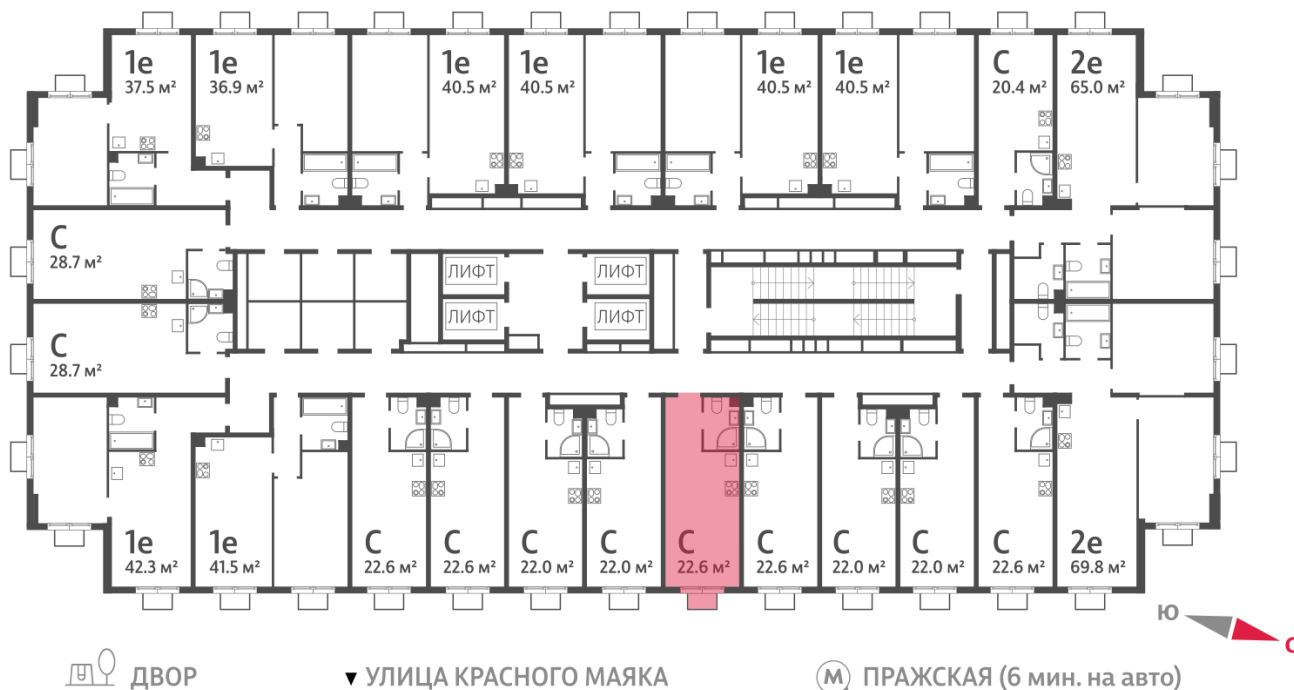 1е 1е 1е 1е 1е 1е С 2е
37.5 м² 36.9 м² 40.5 м² 40.5 м² 40.5 м² 40.5 м² 20.4 м² 65.0 м²
С
28.7 м²
ЛИФТ ЛИФТ
ЛИФТ ЛИФТ
С
28.7 м²
1е 1е С С С С С С С С С 2е
42.3 м² 41.5 м² 22.6 м² 22.6 м² 22.0 м² 22.0 м² 22.6 м² 22.6 м² 22.0 м² 22.0 м² 22.6 м² 69.8 м²
Ю
С
ДВОР ▼ УЛИЦА КРАСНОГО МАЯКА М ПРАЖСКАЯ (6 мин. на авто)